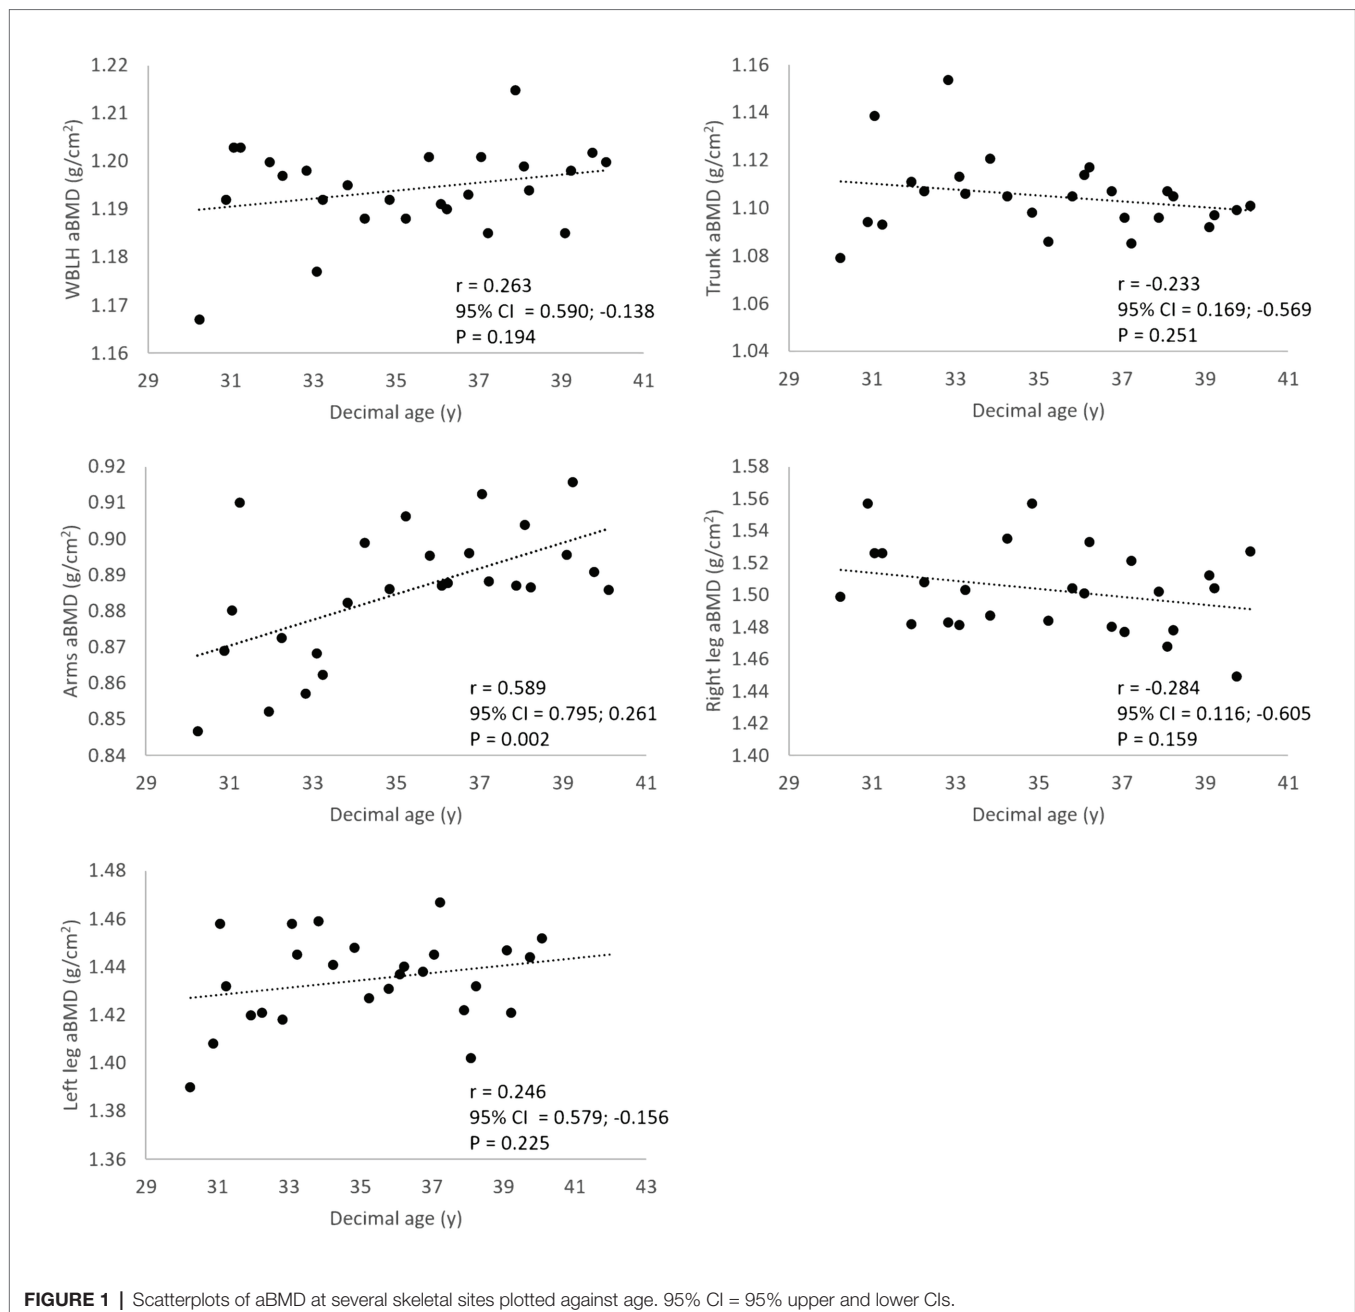 1.22
1.21
1.20
1.19
1.18
1.17
1.16
WBLH aBMD (g/cm²)
r = 0.263
95% CI = 0.590; -0.138
P = 0.194
29 31 33 35 37 39 41
Decimal age (y)
1.16
1.14
1.12
1.10
1.08
1.06
1.04
Trunk aBMD (g/cm²)
r = -0.233
95% CI = 0.169; -0.569
P = 0.251
29 31 33 35 37 39 41
Decimal age (y)
0.92
0.91
0.90
0.89
0.88
0.87
0.86
0.85
0.84
Arms aBMD (g/cm²)
r = 0.589
95% CI = 0.795; 0.261
P = 0.002
29 31 33 35 37 39 41
Decimal age (y)
1.58
1.56
1.54
1.52
1.50
1.48
1.46
1.44
1.42
1.40
Right leg aBMD (g/cm²)
r = -0.284
95% CI = 0.116; -0.605
P = 0.159
29 31 33 35 37 39 41
Decimal age (y)
1.48
1.46
1.44
1.42
1.40
1.38
1.36
Left leg aBMD (g/cm²)
r = 0.246
95% CI = 0.579; -0.156
P = 0.225
29 31 33 35 37 39 41 43
Decimal age (y)
FIGURE 1 | Scatterplots of aBMD at several skeletal sites plotted against age. 95% CI = 95% upper and lower CIs.